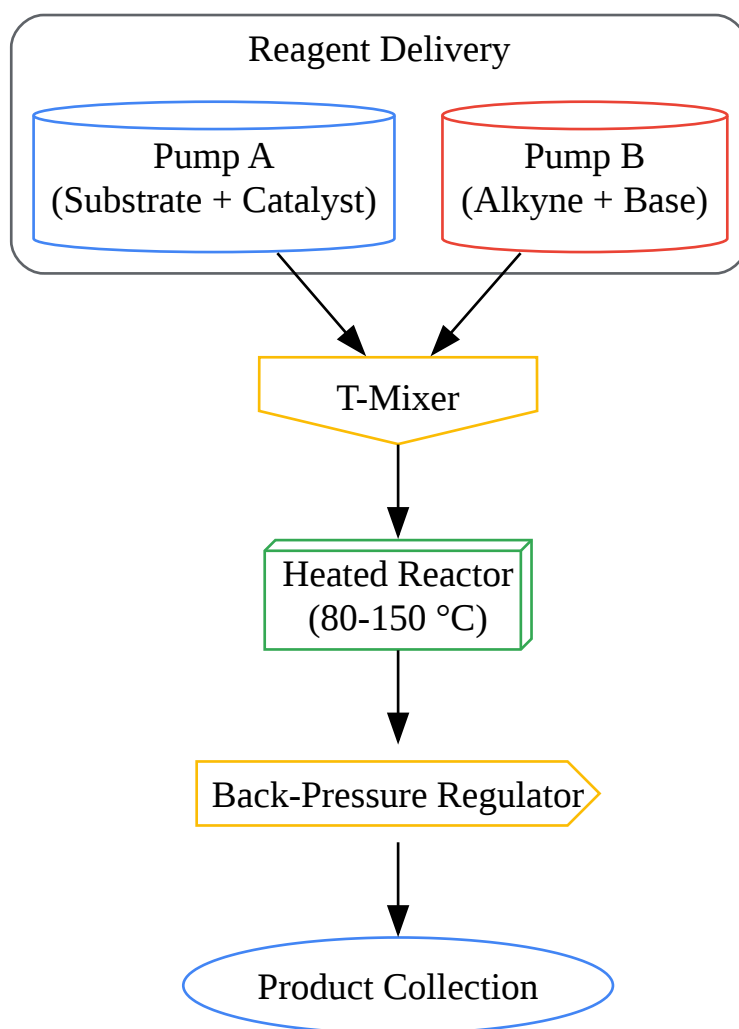 Reagent Delivery
Pump A
(Substrate + Catalyst)
Pump B
(Alkyne + Base)
T-Mixer
Heated Reactor
(80-150 °C)
Back-Pressure Regulator
Product Collection